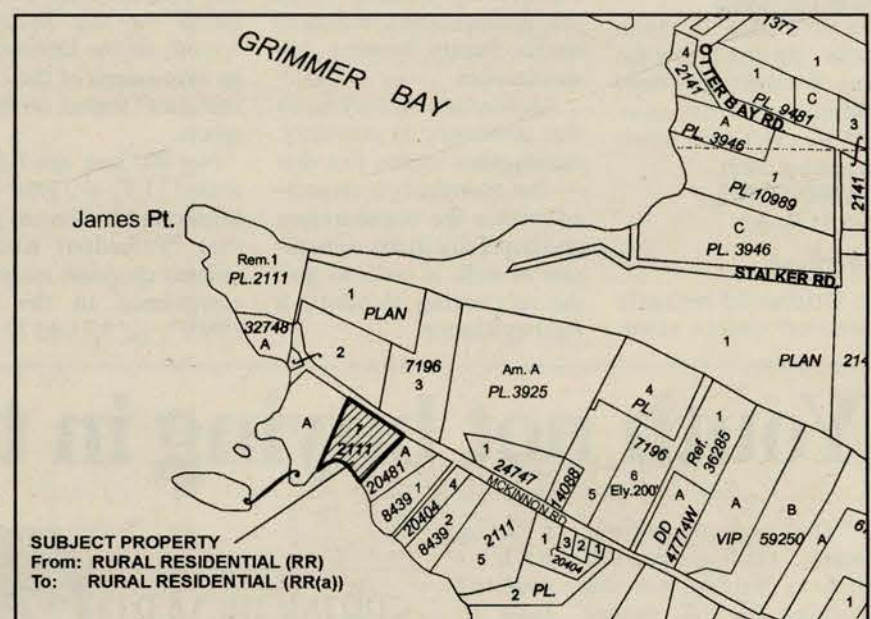 GRIMMER BAY
James Pt.
1377
4
2141
OTTER BAY RD.
1
1
PL. 9481
C
3
A
PL. 3946
1
PL.10989
2141
C
PL. 3946
STALKER RD.
Rem.1
PL.2111
32748
A
1
PLAN
2
7196
3
Am. A
PL.3925
1
PLAN
214
4
PL.
7196
1
Ref.
36285
A
2111
A
20481
8439
1
20404
4
8439
2
2111
5
1
24747
MCKINNON RD.
14088
5
6
Ely.200'
A
DD
47774W
A
VIP
B
59250
A
6,
1
1
3
2
1
20404
2
PL.
SUBJECT PROPERTY
From: RURAL RESIDENTIAL (RR)
To: RURAL RESIDENTIAL (RR(a))